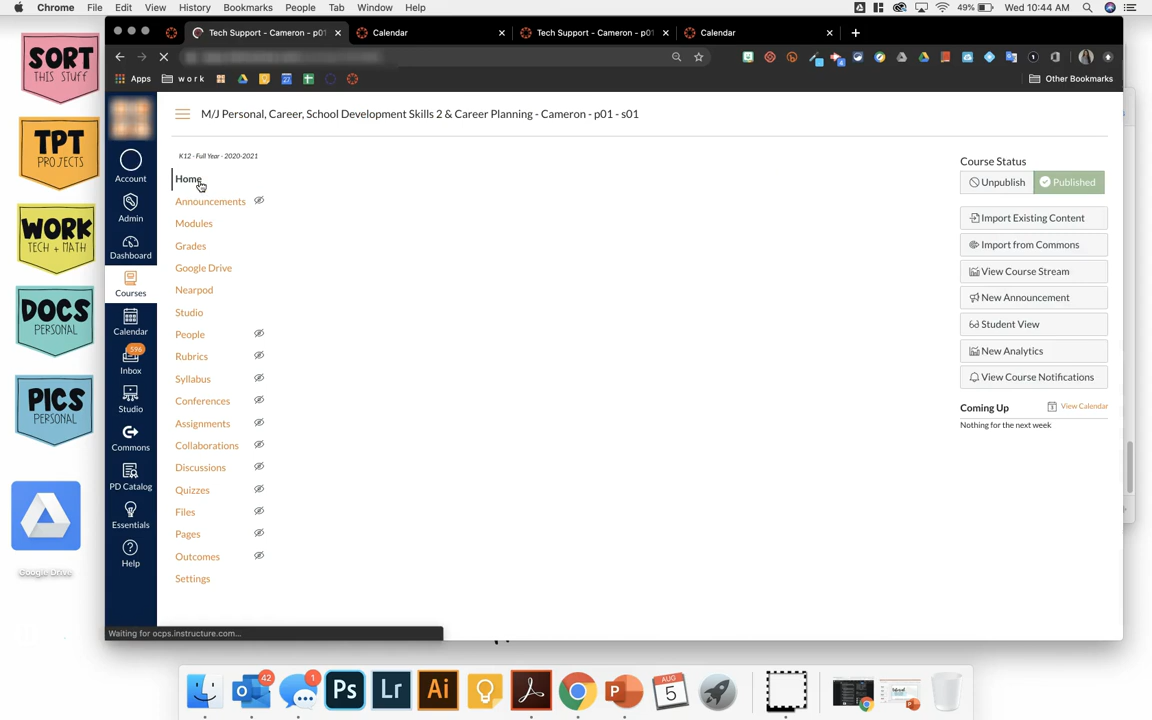 Chrome File Edit View History Bookmarks People Tab Window Help
49% Wed 10:44 AM
Tech Support - Cameron - p01 Calendar Tech Support - Cameron - p01 Calendar
Apps work Other Bookmarks
SORT
THIS STUFF
TPT
PROJECTS
WORK
TECH + MATH
DOCS
PERSONAL
PICS
PERSONAL
Google Drive
Account
Admin
Dashboard
Courses
Calendar
596
Inbox
Studio
Commons
PD Catalog
Essentials
Help
M/J Personal, Career, School Development Skills 2 & Career Planning - Cameron - p01 - s01
K12 - Full Year - 2020-2021
Home
Announcements
Modules
Grades
Google Drive
Nearpod
Studio
People
Rubrics
Syllabus
Conferences
Assignments
Collaborations
Discussions
Quizzes
Files
Pages
Outcomes
Settings
Course Status
Unpublish Published
Import Existing Content
Import from Commons
View Course Stream
New Announcement
Student View
New Analytics
View Course Notifications
Coming Up View Calendar
Nothing for the next week
Waiting for ocps.instructure.com...
42 1 Ps Lr Ai AUG 5